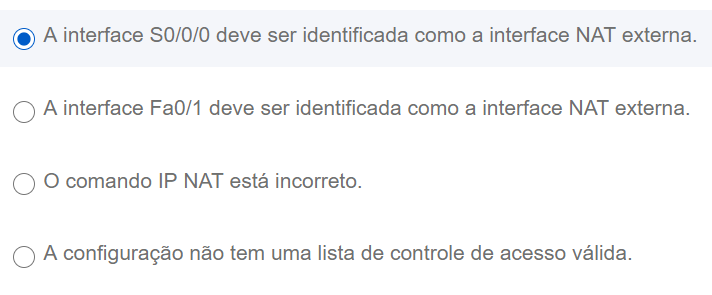 A interface S0/0/0 deve ser identificada como a interface NAT externa.
A interface Fa0/1 deve ser identificada como a interface NAT externa.
O comando IP NAT está incorreto.
A configuração não tem uma lista de controle de acesso válida.